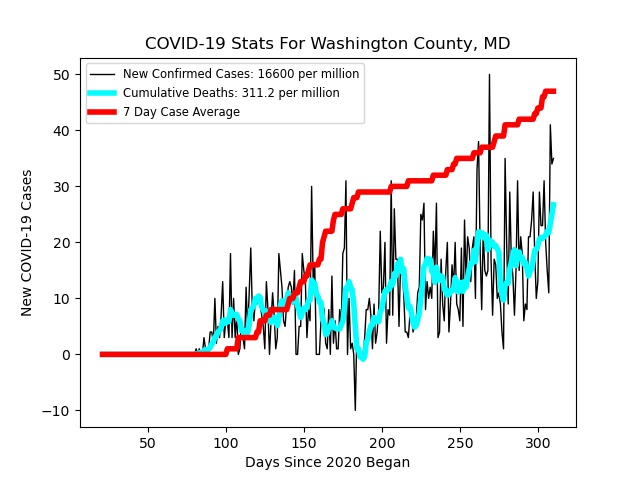 COVID-19 Stats For Washington County, MD
New Confirmed Cases: 16600 per million
Cumulative Deaths: 311.2 per million
7 Day Case Average
New COVID-19 Cases
50
40
30
20
10
0
−10
50 100 150 200 250 300
Days Since 2020 Began